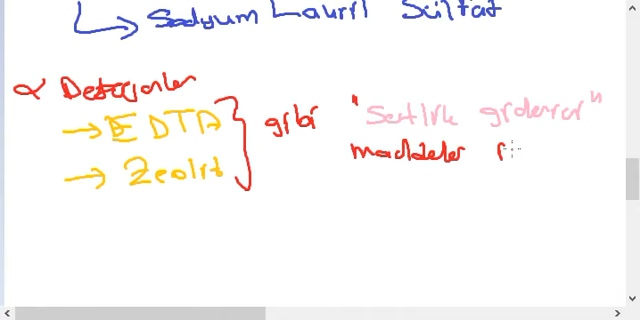 Sodyum Lauril Sülfat
∝ Deterjanlar
→ EDTA
→ Zeolit
} gibi "Sertlik giderici"
maddeler